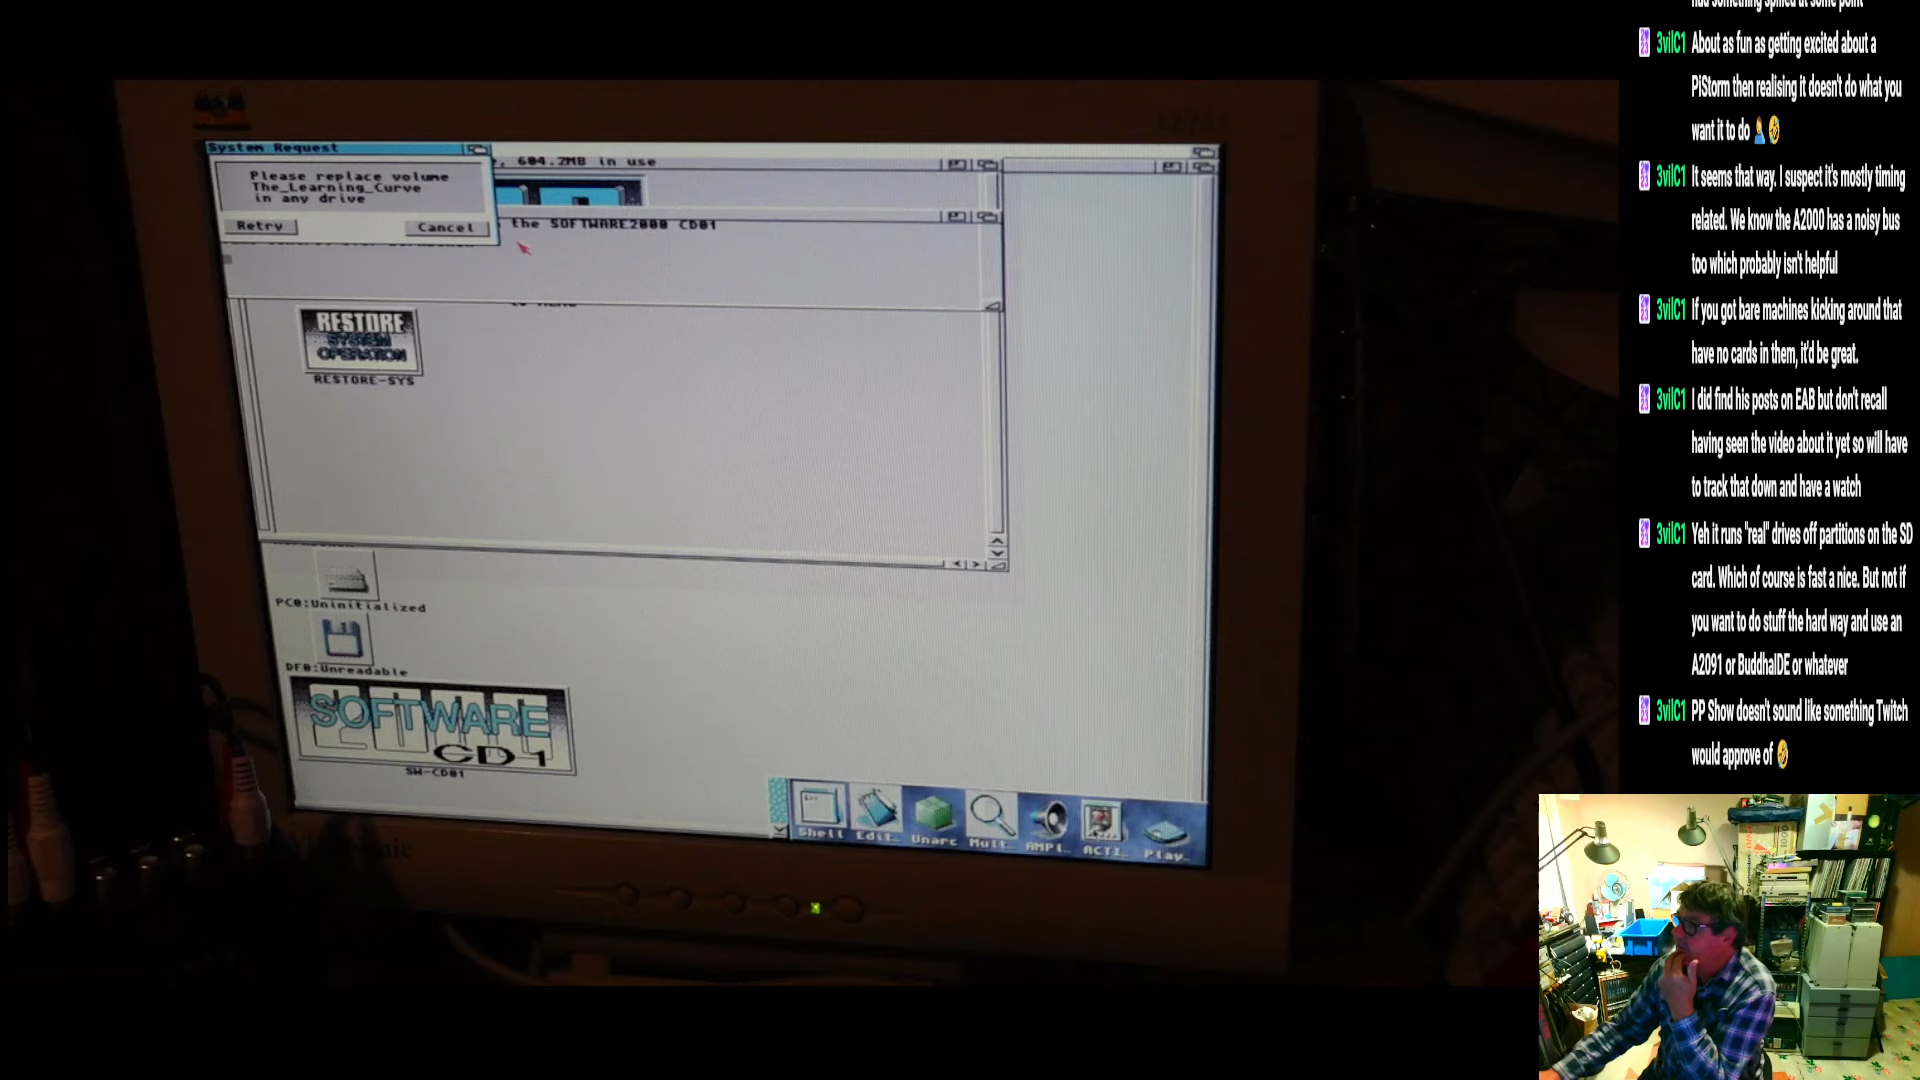 System Request
Please replace volume
The_Learning_Curve
in any drive
Retry
Cancel
, 604.2MB in use
the SOFTWARE2000 CD01
RESTORE
SYSTEM
OPERATION
RESTORE-SYS
PC0:Uninitialized
DF0:Unreadable
SOFTWARE
CD-1
SW-CD01
Shell
Edit..
Unarc
Mult..
AMPl..
ACTI..
Play..
had something spilled at some point
3vilC1 About as fun as getting excited about a
PiStorm then realising it doesn't do what you
want it to do
3vilC1 It seems that way. I suspect it's mostly timing
related. We know the A2000 has a noisy bus
too which probably isn't helpful
3vilC1 If you got bare machines kicking around that
have no cards in them, it'd be great.
3vilC1 I did find his posts on EAB but don't recall
having seen the video about it yet so will have
to track that down and have a watch
3vilC1 Yeh it runs "real" drives off partitions on the SD
card. Which of course is fast a nice. But not if
you want to do stuff the hard way and use an
A2091 or BuddhaIDE or whatever
3vilC1 PP Show doesn't sound like something Twitch
would approve of